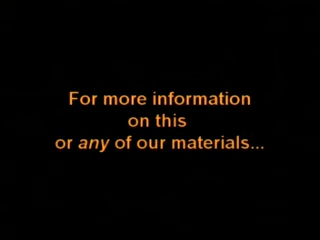 For more information
on this
or any of our materials...